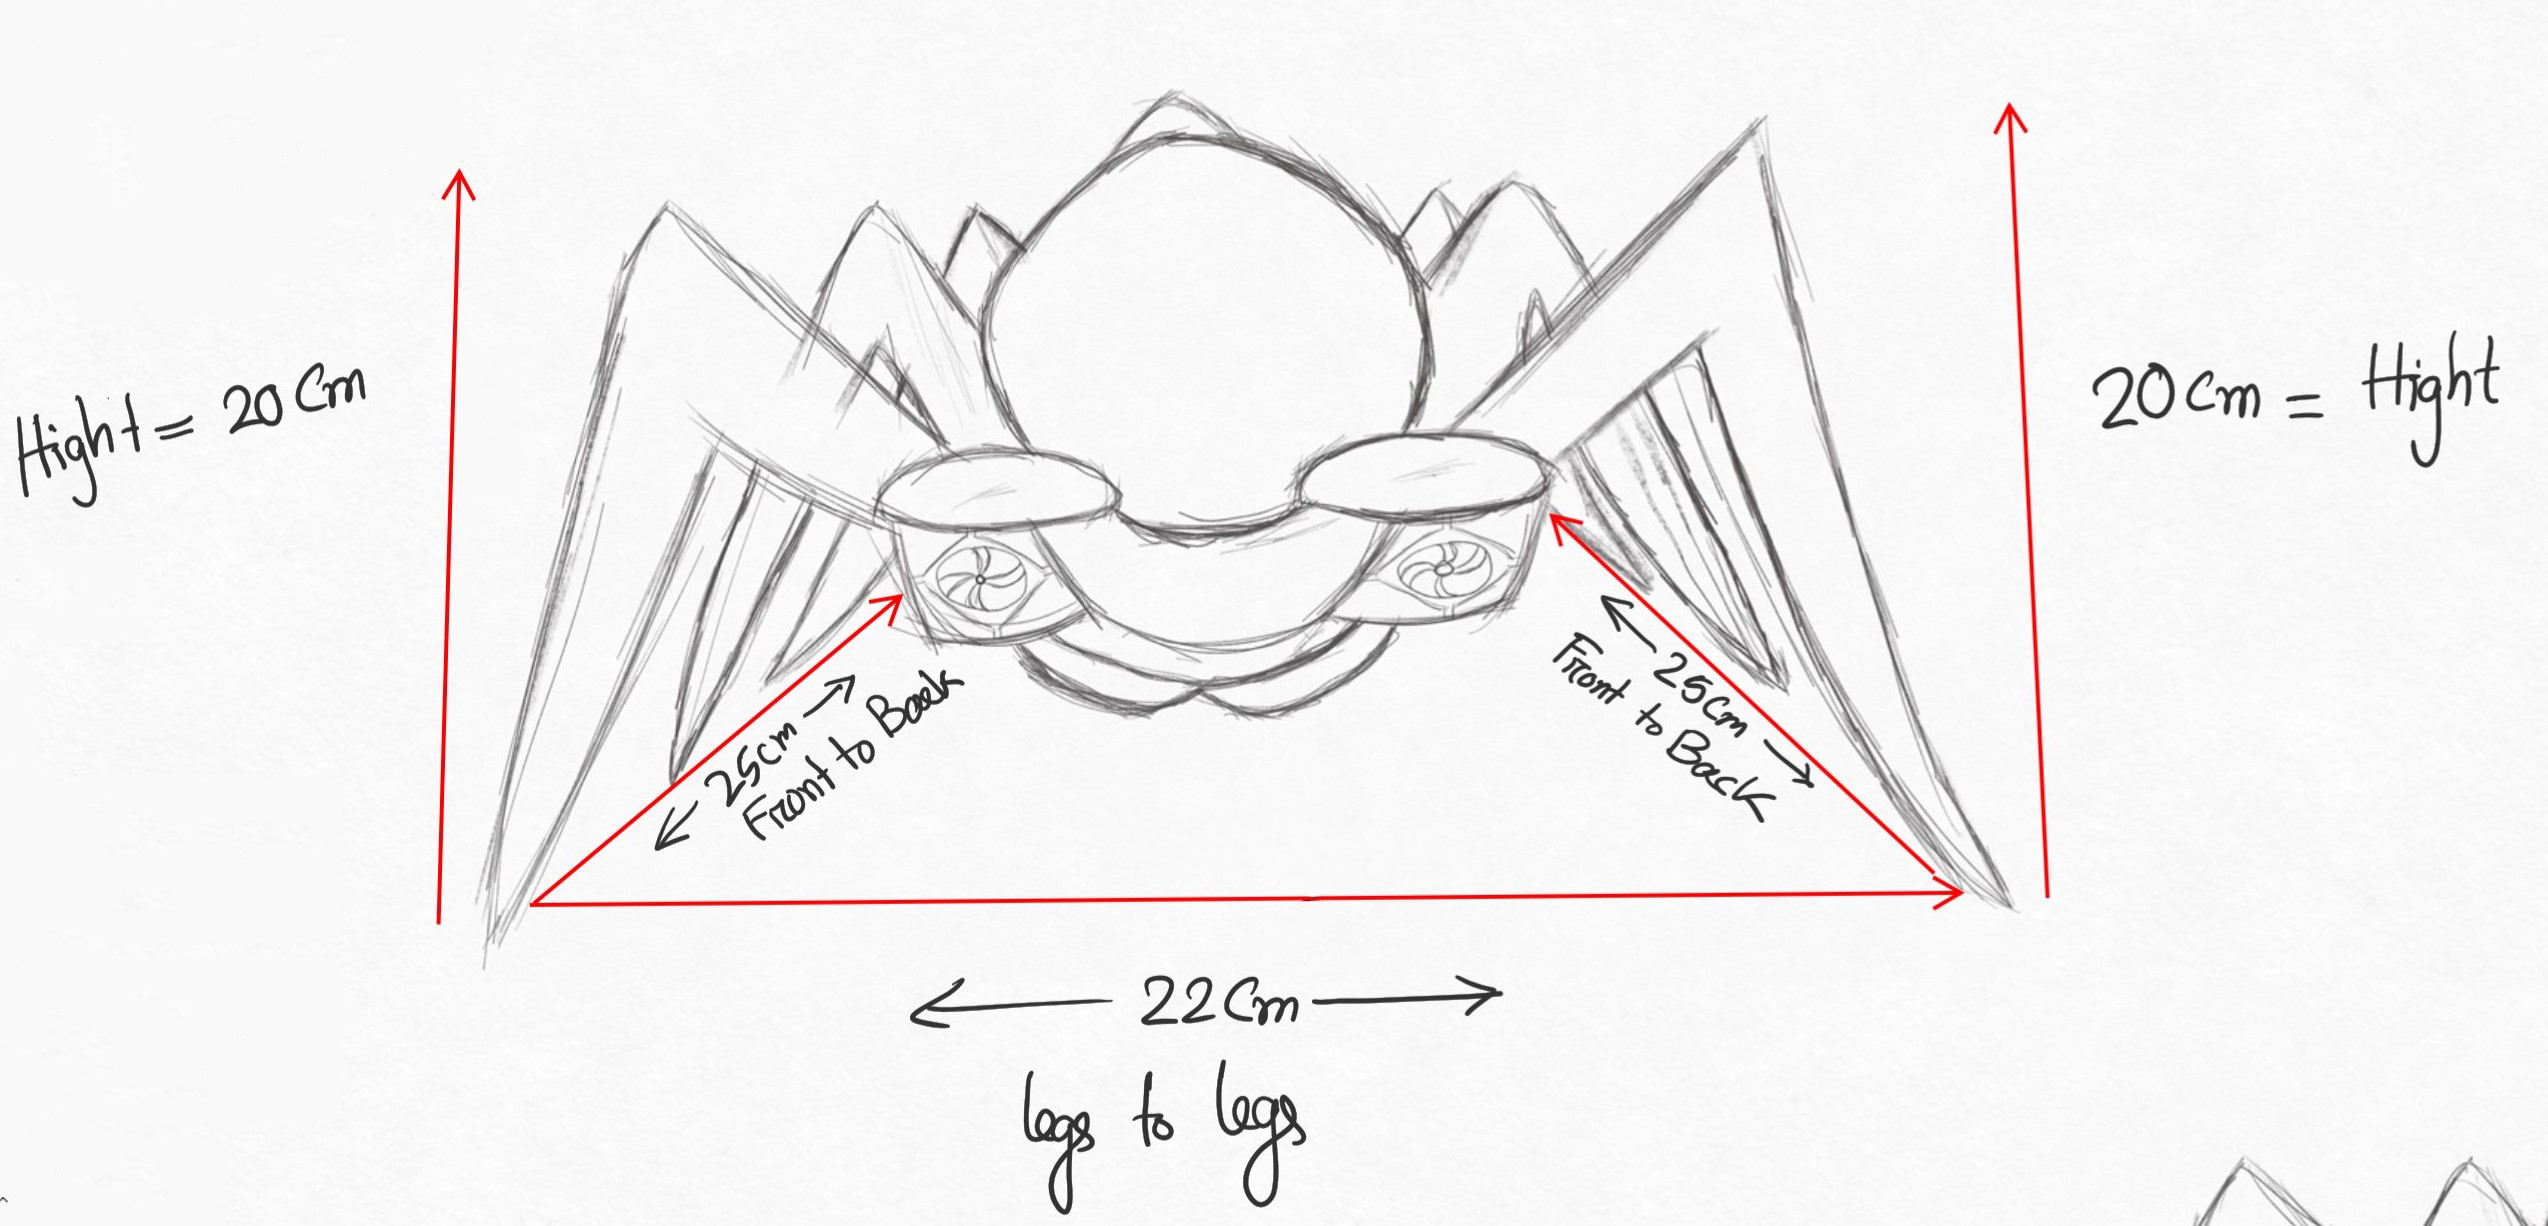 Hight = 20 Cm
20 Cm = Hight
25cm
Front to Back
25cm
Front to Back
22 Cm
legs to legs